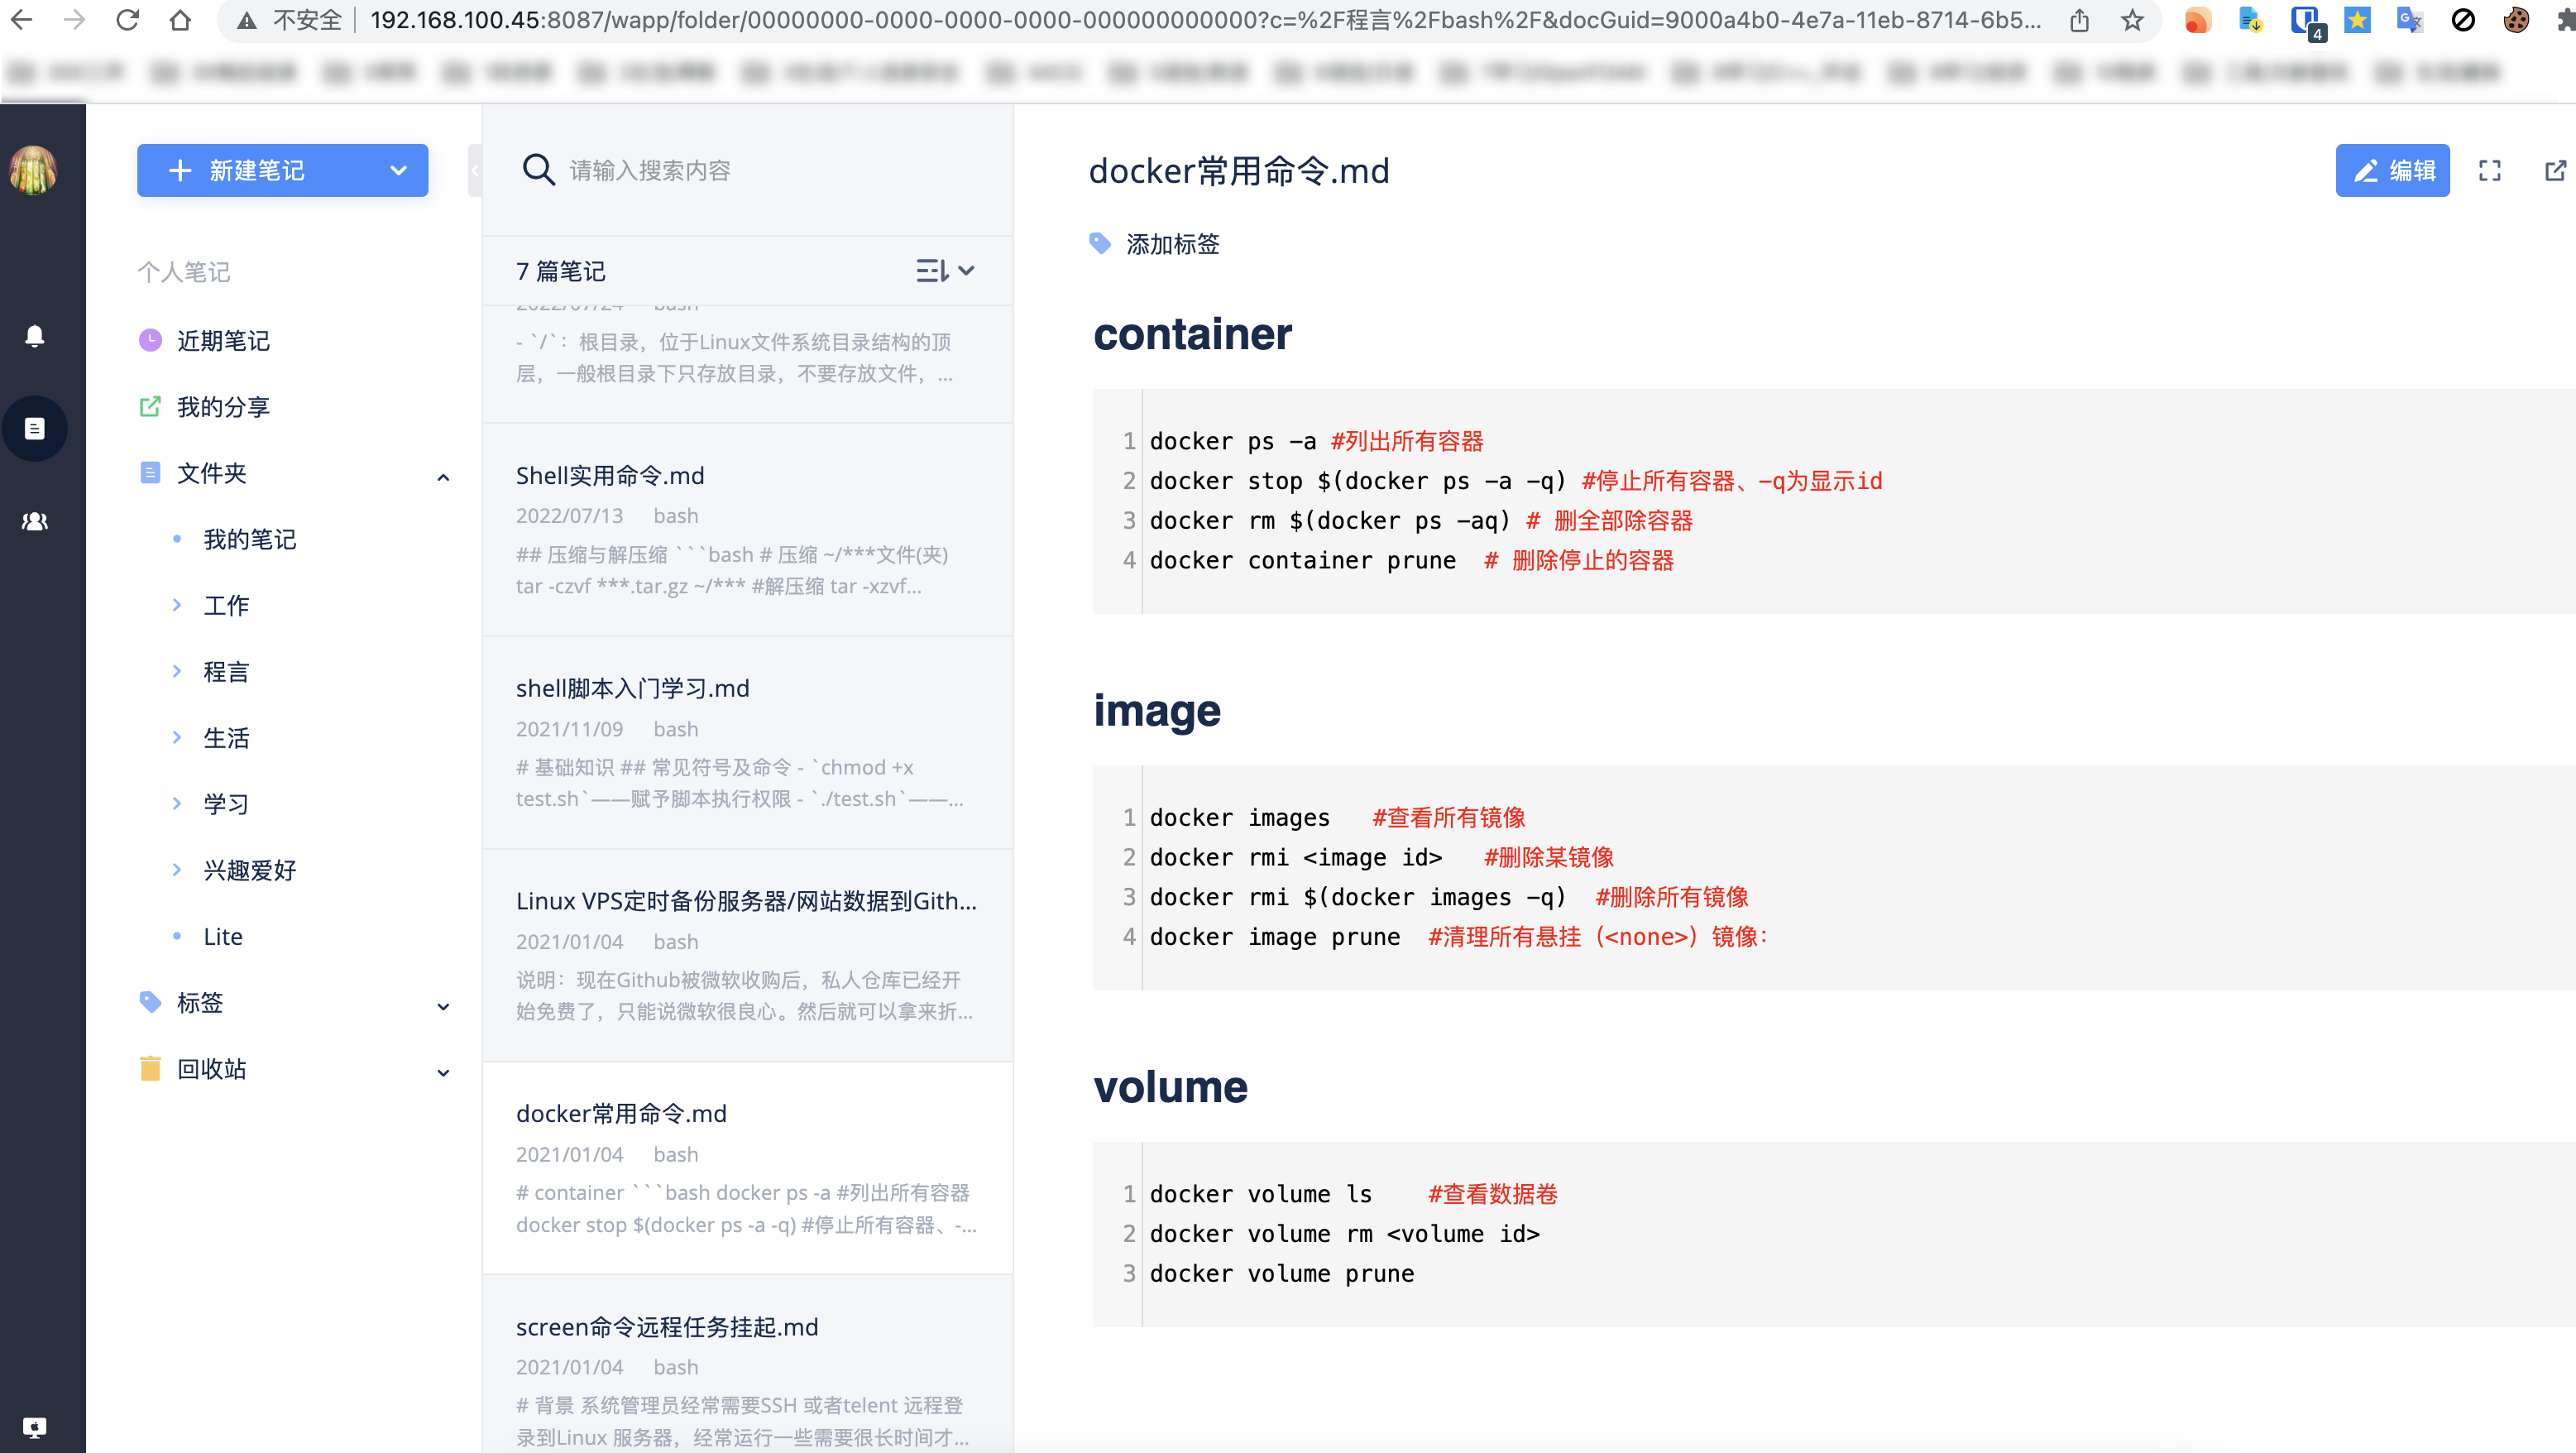 不安全 192.168.100.45:8087/wapp/folder/00000000-0000-0000-0000-000000000000?c=%2F程言%2Fbash%2F&docGuid=9000a4b0-4e7a-11eb-8714-6b5...
4
新建笔记
个人笔记
近期笔记
我的分享
文件夹
我的笔记
工作
程言
生活
学习
兴趣爱好
Lite
标签
回收站
请输入搜索内容
7 篇笔记
2022/07/24 bash
- `/`：根目录，位于Linux文件系统目录结构的顶
层，一般根目录下只存放目录，不要存放文件，...
Shell实用命令.md
2022/07/13 bash
## 压缩与解压缩 ```bash # 压缩 ~/***文件(夹)
tar -czvf ***.tar.gz ~/*** #解压缩 tar -xzvf...
shell脚本入门学习.md
2021/11/09 bash
# 基础知识 ## 常见符号及命令 - `chmod +x
test.sh`——赋予脚本执行权限 - `./test.sh`——...
Linux VPS定时备份服务器/网站数据到Gith...
2021/01/04 bash
说明：现在Github被微软收购后，私人仓库已经开
始免费了，只能说微软很良心。然后就可以拿来折...
docker常用命令.md
2021/01/04 bash
# container ```bash docker ps -a #列出所有容器
docker stop $(docker ps -a -q) #停止所有容器、-...
screen命令远程任务挂起.md
2021/01/04 bash
# 背景 系统管理员经常需要SSH 或者telent 远程登
录到Linux 服务器，经常运行一些需要很长时间才...
docker常用命令.md
编辑
添加标签
container
1 docker ps -a #列出所有容器
2 docker stop $(docker ps -a -q) #停止所有容器、-q为显示id
3 docker rm $(docker ps -aq) # 删全部除容器
4 docker container prune # 删除停止的容器
image
1 docker images #查看所有镜像
2 docker rmi <image id> #删除某镜像
3 docker rmi $(docker images -q) #删除所有镜像
4 docker image prune #清理所有悬挂（<none>）镜像：
volume
1 docker volume ls #查看数据卷
2 docker volume rm <volume id>
3 docker volume prune